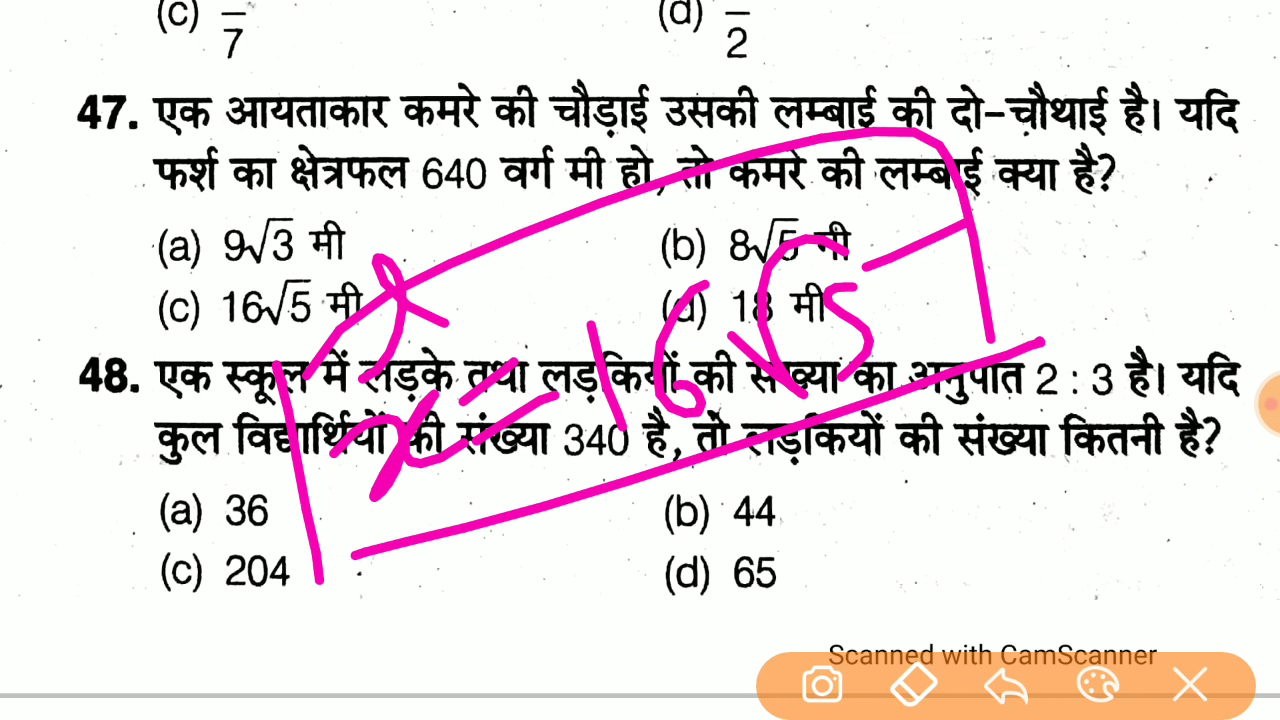 (c) 7
(d) 2
47. एक आयताकार कमरे की चौड़ाई उसकी लम्बाई की दो-चौथाई है। यदि
फर्श का क्षेत्रफल 640 वर्ग मी हो, तो कमरे की लम्बाई क्या है?
(a) 9√3 मी (b) 8√5 मी
(c) 16√5 मी (d) 18 मी
x = 16√5
48. एक स्कूल में लड़के तथा लड़कियों की संख्या का अनुपात 2 : 3 है। यदि
कुल विद्यार्थियों की संख्या 340 है, तो लड़कियों की संख्या कितनी है?
(a) 36 (b) 44
(c) 204 (d) 65
Scanned with CamScanner